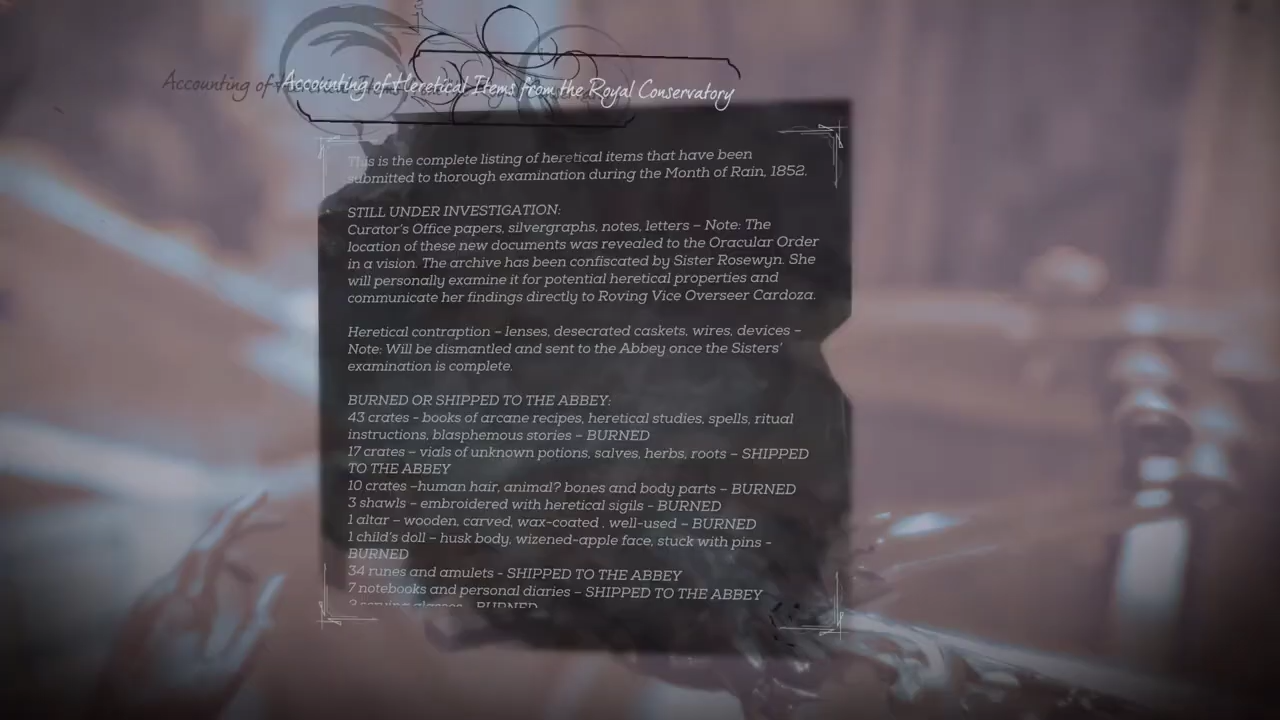 Accounting of Heretical Items from the Royal Conservatory
This is the complete listing of heretical items that have been
submitted to thorough examination during the Month of Rain, 1852.
STILL UNDER INVESTIGATION:
Curator's Office papers, silvergraphs, notes, letters – Note: The
location of these new documents was revealed to the Oracular Order
in a vision. The archive has been confiscated by Sister Rosewyn. She
will personally examine it for potential heretical properties and
communicate her findings directly to Roving Vice Overseer Cardoza.
Heretical contraption – lenses, desecrated caskets, wires, devices –
Note: Will be dismantled and sent to the Abbey once the Sisters'
examination is complete.
BURNED OR SHIPPED TO THE ABBEY:
43 crates - books of arcane recipes, heretical studies, spells, ritual
instructions, blasphemous stories – BURNED
17 crates – vials of unknown potions, salves, herbs, roots – SHIPPED
TO THE ABBEY
10 crates –human hair, animal? bones and body parts – BURNED
3 shawls – embroidered with heretical sigils - BURNED
1 altar – wooden, carved, wax-coated , well-used – BURNED
1 child's doll – husk body, wizened-apple face, stuck with pins -
BURNED
34 runes and amulets - SHIPPED TO THE ABBEY
7 notebooks and personal diaries – SHIPPED TO THE ABBEY
BURNED